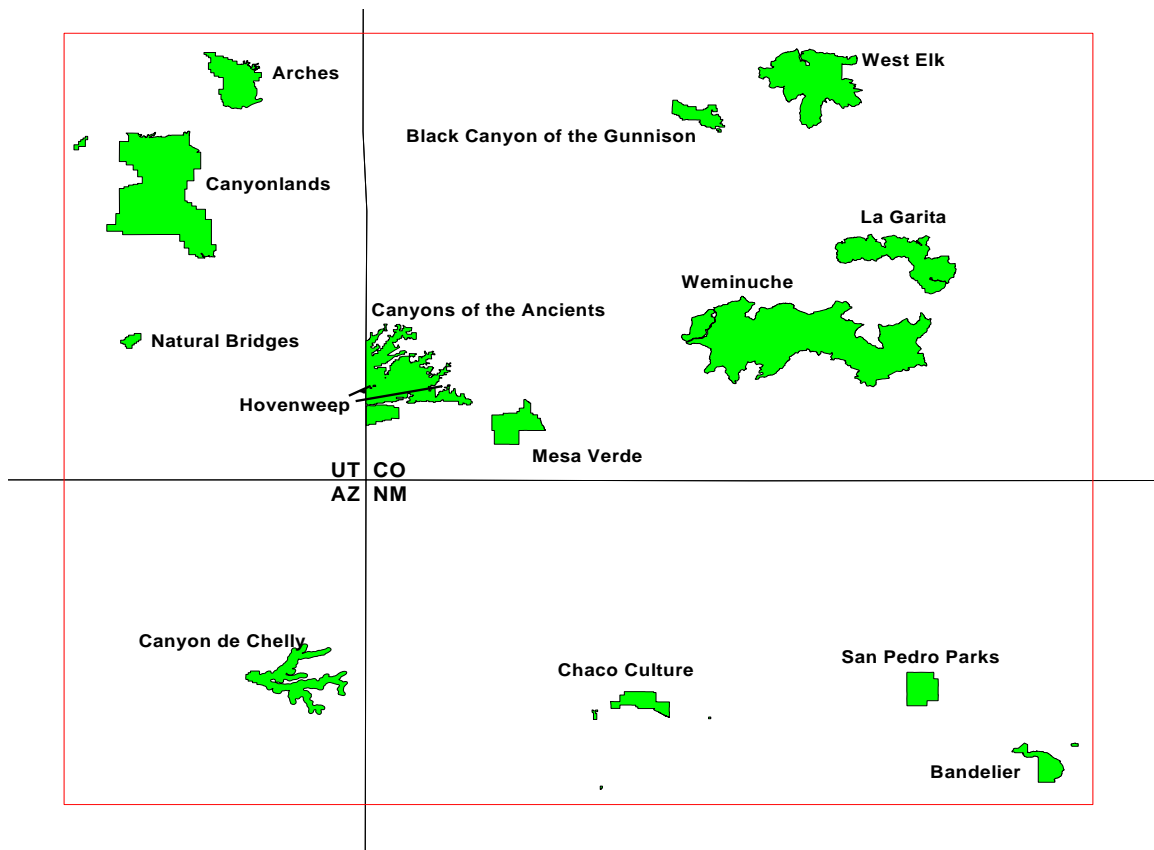 West Elk
Arches
Black Canyon of the Gunnison
Canyonlands
La Garita
Weminuche
Canyons of the Ancients
Natural Bridges
Hovenweep
Mesa Verde
UT CO
AZ NM
Canyon de Chelly
San Pedro Parks
Chaco Culture
Bandelier